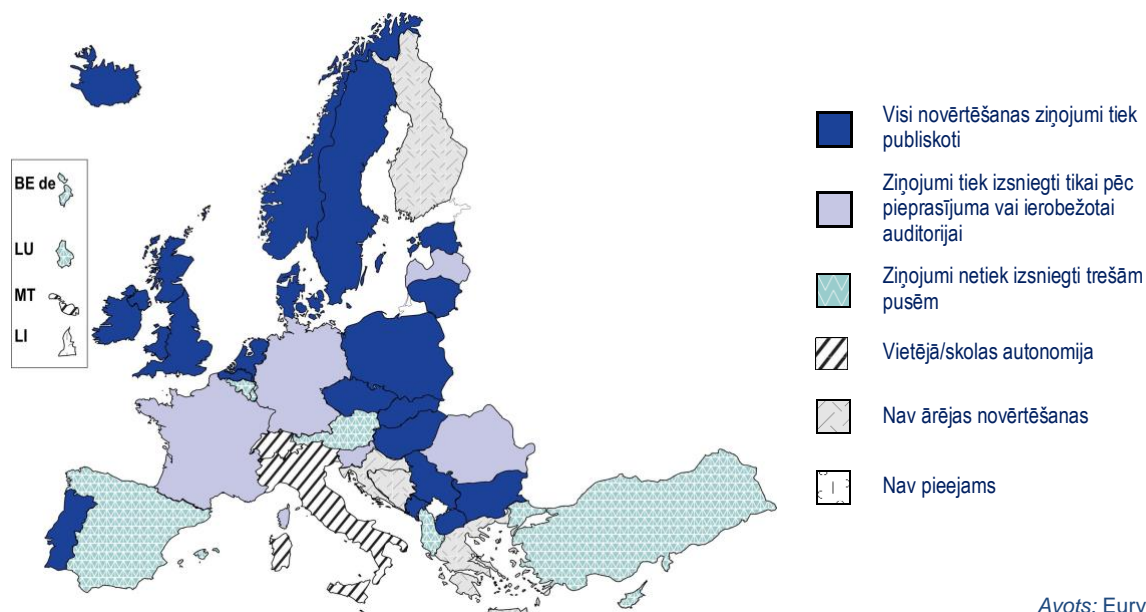 BE de
LU
MT
LI
Visi novērtēšanas ziņojumi tiek
publiskoti
Ziņojumi tiek izsniegti tikai pēc
pieprasījuma vai ierobežotai
auditorijai
Ziņojumi netiek izsniegti trešām
pusēm
Vietējā/skolas autonomija
Nav ārējas novērtēšanas
Nav pieejams
Avots: Eury